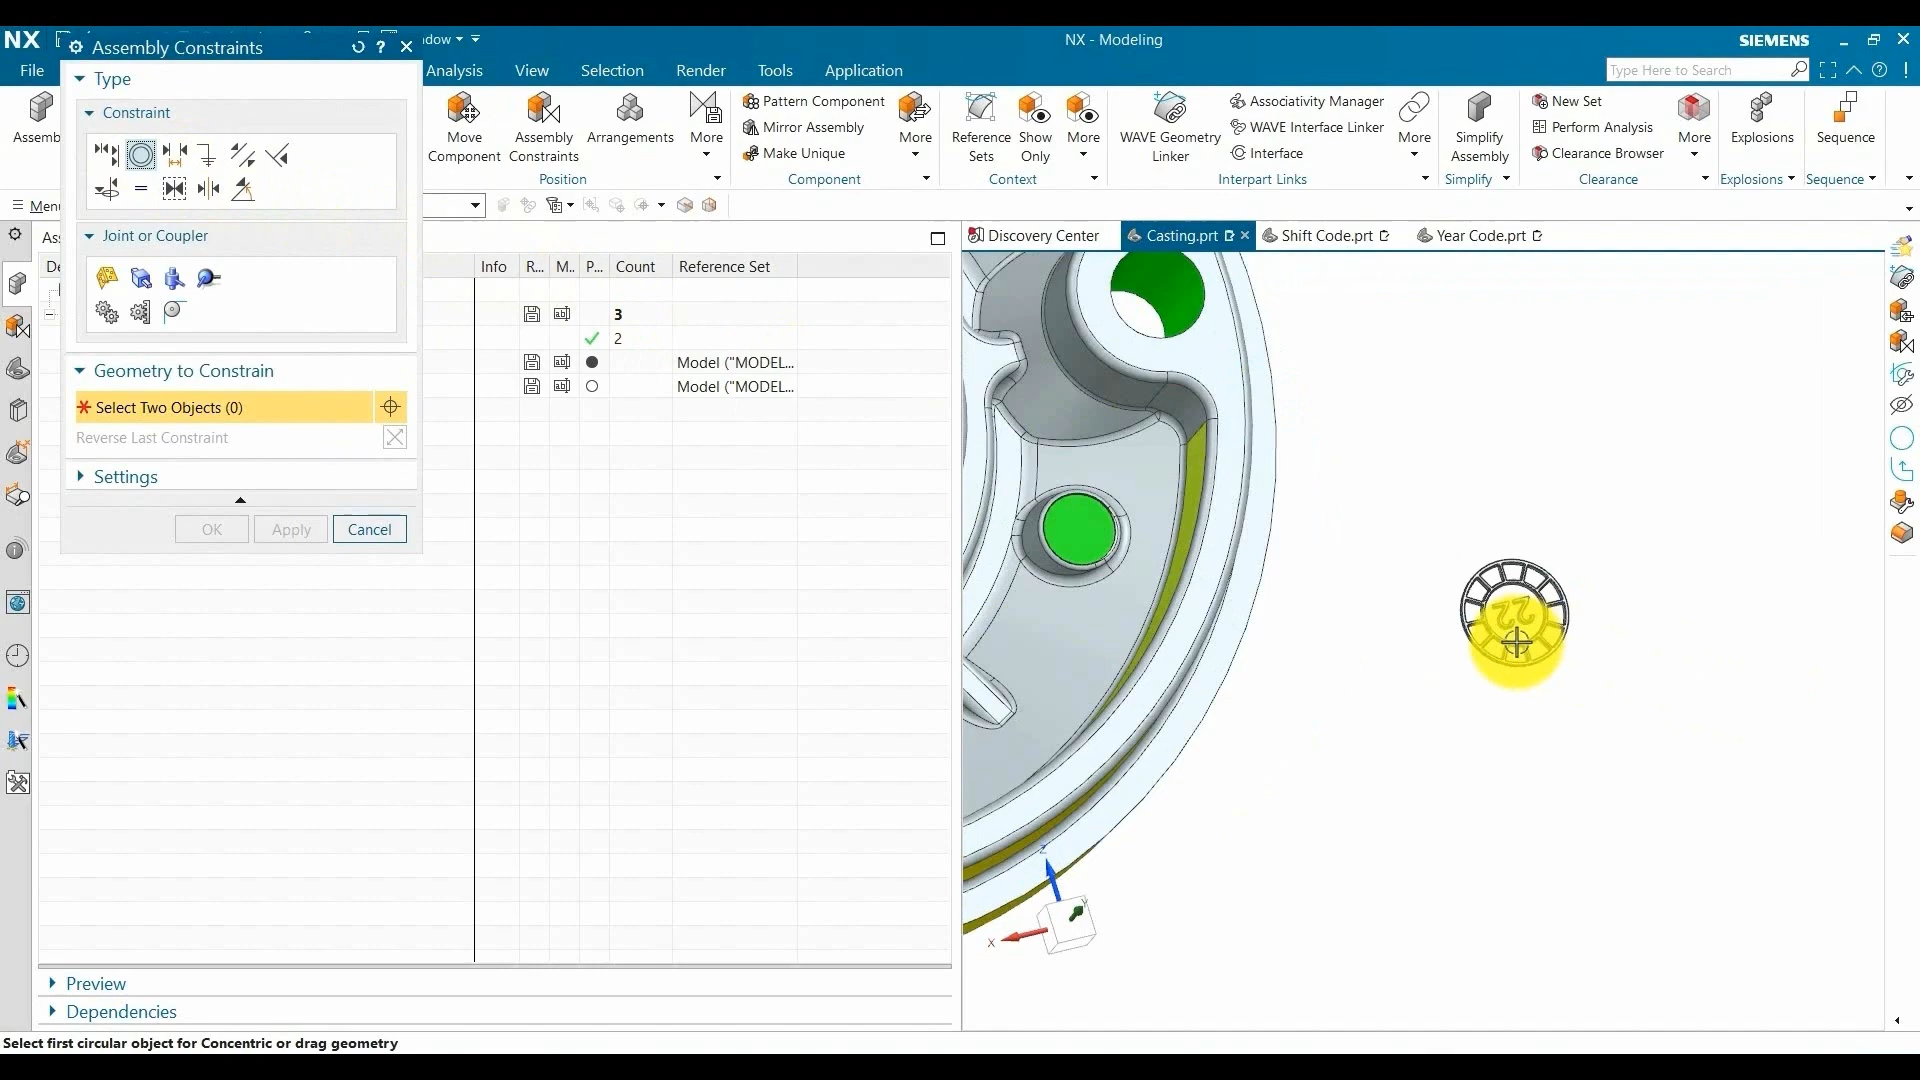 NX
Assembly Constraints
dow
NX - Modeling
SIEMENS
File
Analysis
View
Selection
Render
Tools
Application
Type Here to Search
Type
Constraint
Assemb
Move Component
Assembly Constraints
Arrangements
More
Position
Pattern Component
Mirror Assembly
Make Unique
More
Component
Reference Sets
Show Only
More
Context
WAVE Geometry Linker
Associativity Manager
WAVE Interface Linker
Interface
More
Interpart Links
Simplify Assembly
Simplify
New Set
Perform Analysis
Clearance Browser
More
Clearance
Explosions
Explosions
Sequence
Sequence
Menu
Joint or Coupler
Ass
De
Info
R...
M..
P...
Count
Reference Set
3
2
Model ("MODEL...
Model ("MODEL...
Discovery Center
Casting.prt
Shift Code.prt
Year Code.prt
Geometry to Constrain
Select Two Objects (0)
Reverse Last Constraint
Settings
OK
Apply
Cancel
22
Z
Y
X
Preview
Dependencies
Select first circular object for Concentric or drag geometry